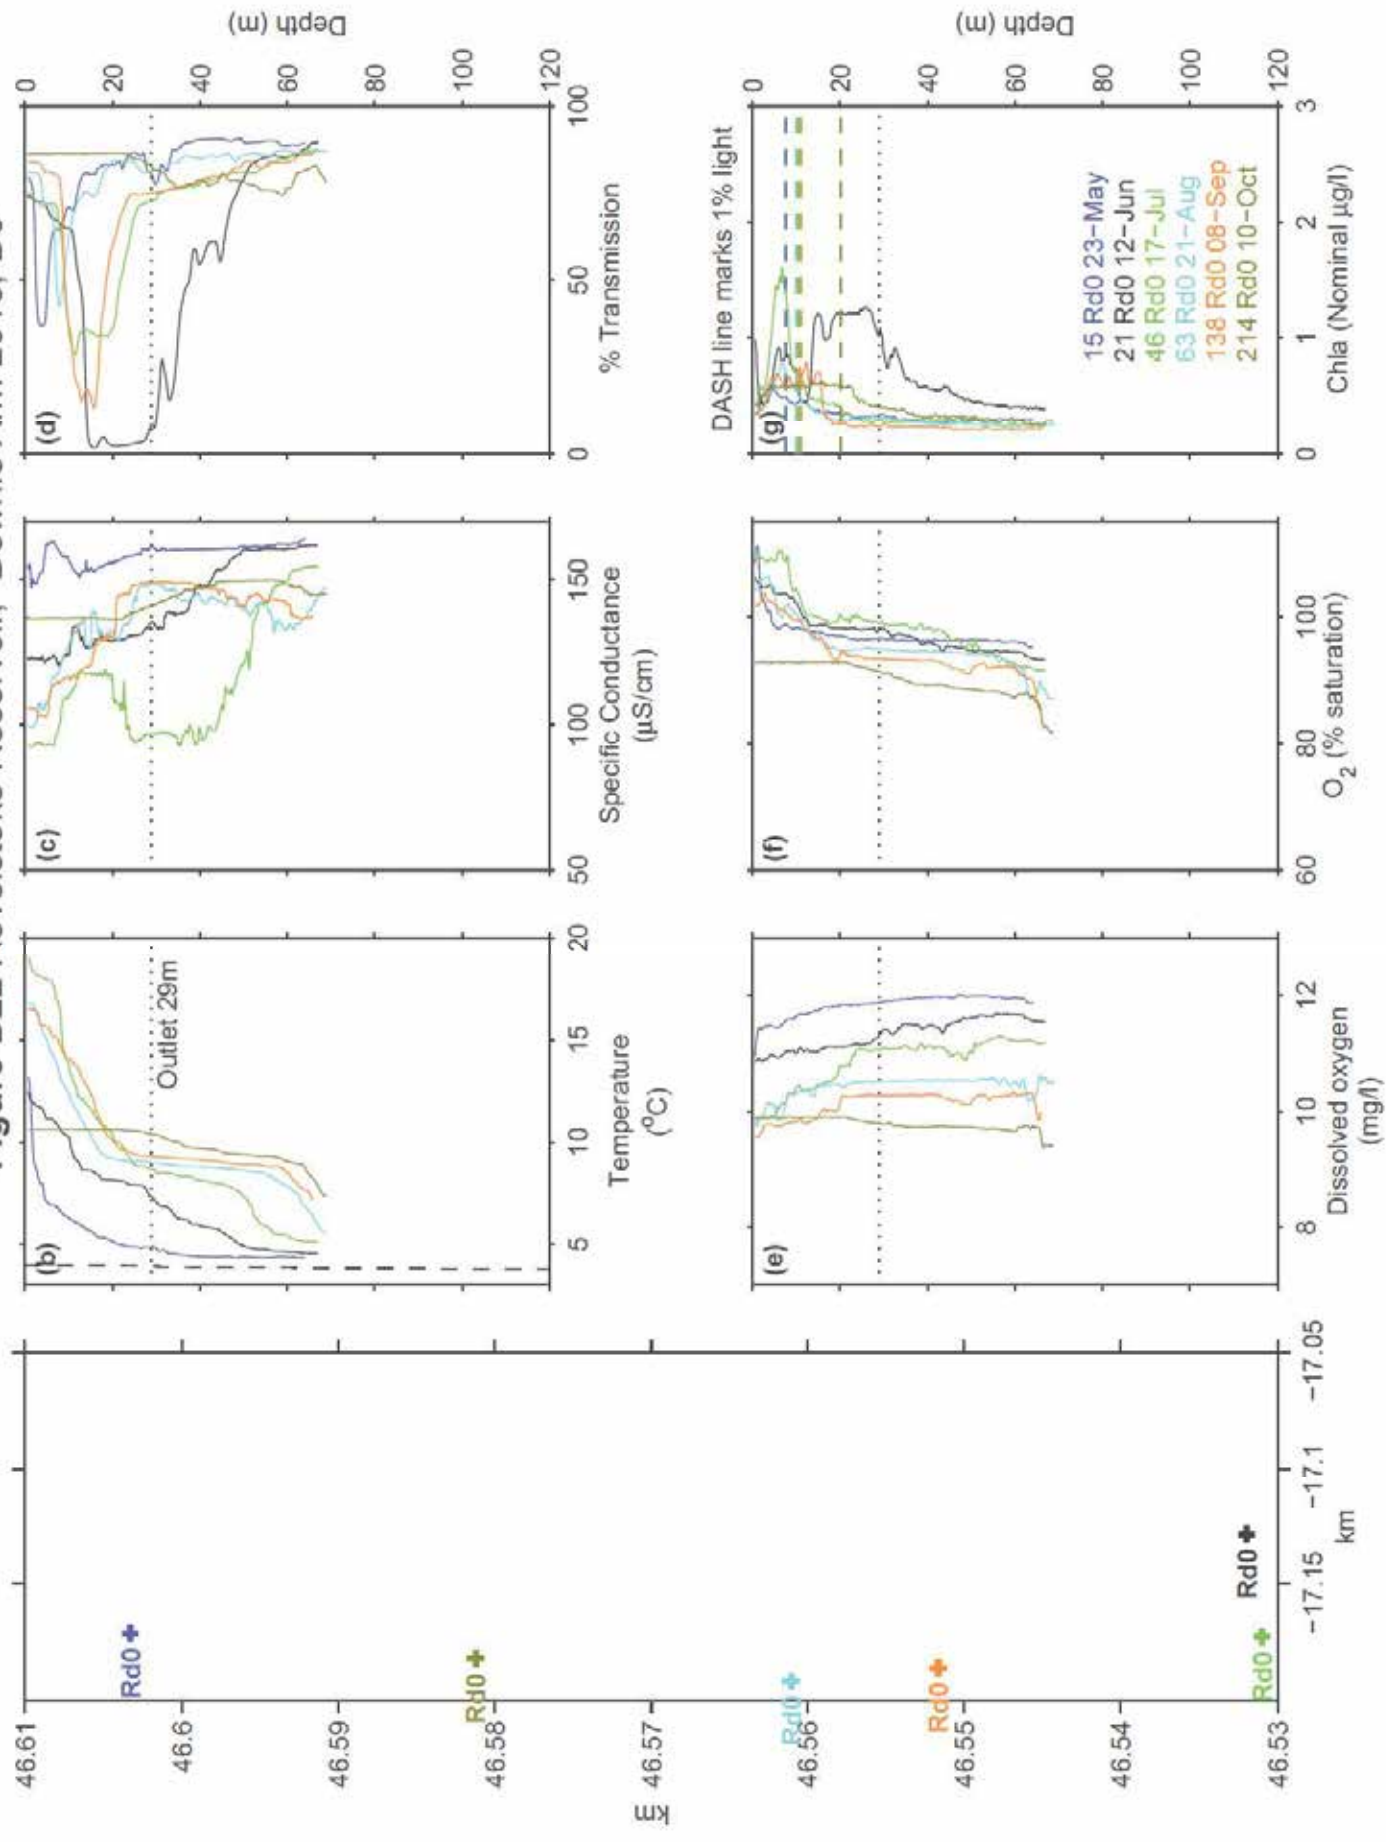 46.61
46.6
46.59
46.58
46.57
46.56
46.55
46.54
46.53
km
−17.15
−17.1
−17.05
km
Rd0
Rd0
Rd0
Rd0
Rd0
Rd0
(b)
Outlet 29m
5
10
15
20
Temperature
(°C)
(c)
50
100
150
Specific Conductance
(µS/cm)
(d)
0
50
100
% Transmission
0
20
40
60
80
100
120
Depth (m)
(e)
8
10
12
Dissolved oxygen
(mg/l)
(f)
60
80
100
O₂ (% saturation)
DASH line marks 1% light
(g)
15 Rd0 23−May
21 Rd0 12−Jun
46 Rd0 17−Jul
63 Rd0 21−Aug
138 Rd0 08−Sep
214 Rd0 10−Oct
0
1
2
3
Chla (Nominal µg/l)
0
20
40
60
80
100
120
Depth (m)